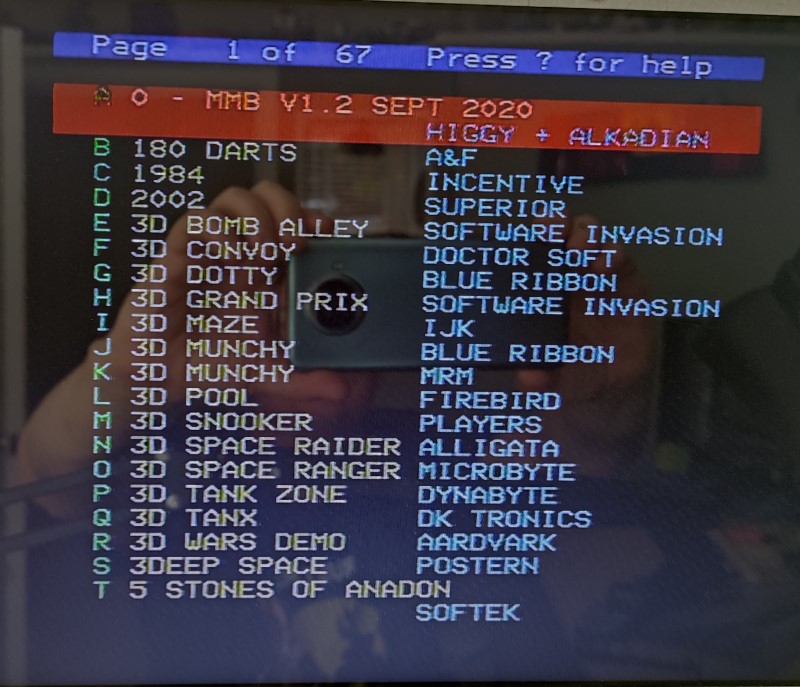 Page 1 of 67 Press ? for help
A 0 - MMB V1.2 SEPT 2020
HIGGY + ALKADIAN
B 180 DARTS A&F
C 1984 INCENTIVE
D 2002 SUPERIOR
E 3D BOMB ALLEY SOFTWARE INVASION
F 3D CONVOY DOCTOR SOFT
G 3D DOTTY BLUE RIBBON
H 3D GRAND PRIX SOFTWARE INVASION
I 3D MAZE IJK
J 3D MUNCHY BLUE RIBBON
K 3D MUNCHY MRM
L 3D POOL FIREBIRD
M 3D SNOOKER PLAYERS
N 3D SPACE RAIDER ALLIGATA
O 3D SPACE RANGER MICROBYTE
P 3D TANK ZONE DYNABYTE
Q 3D TANX DK TRONICS
R 3D WARS DEMO AARDVARK
S 3DEEP SPACE POSTERN
T 5 STONES OF ANADON
SOFTEK